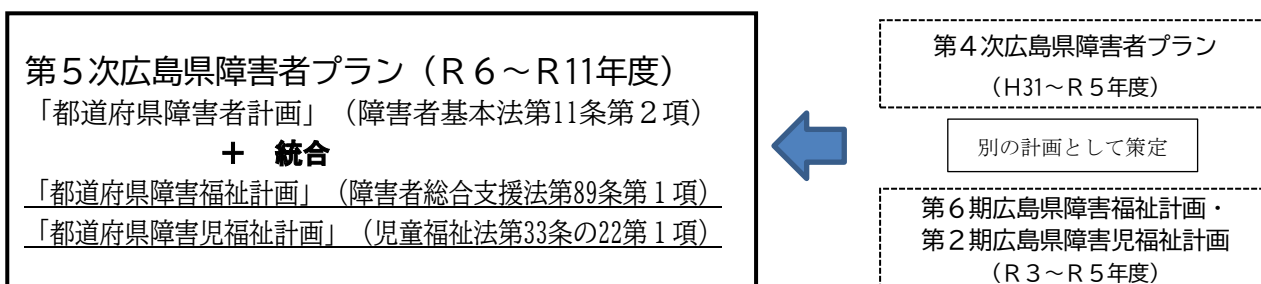 第５次広島県障害者プラン（Ｒ６～Ｒ11年度）
「都道府県障害者計画」（障害者基本法第11条第２項）
＋ 統合
「都道府県障害福祉計画」（障害者総合支援法第89条第１項）
「都道府県障害児福祉計画」（児童福祉法第33条の22第１項）
第４次広島県障害者プラン
（H31～Ｒ５年度）
別の計画として策定
第６期広島県障害福祉計画・
第２期広島県障害児福祉計画
（Ｒ３～Ｒ５年度）